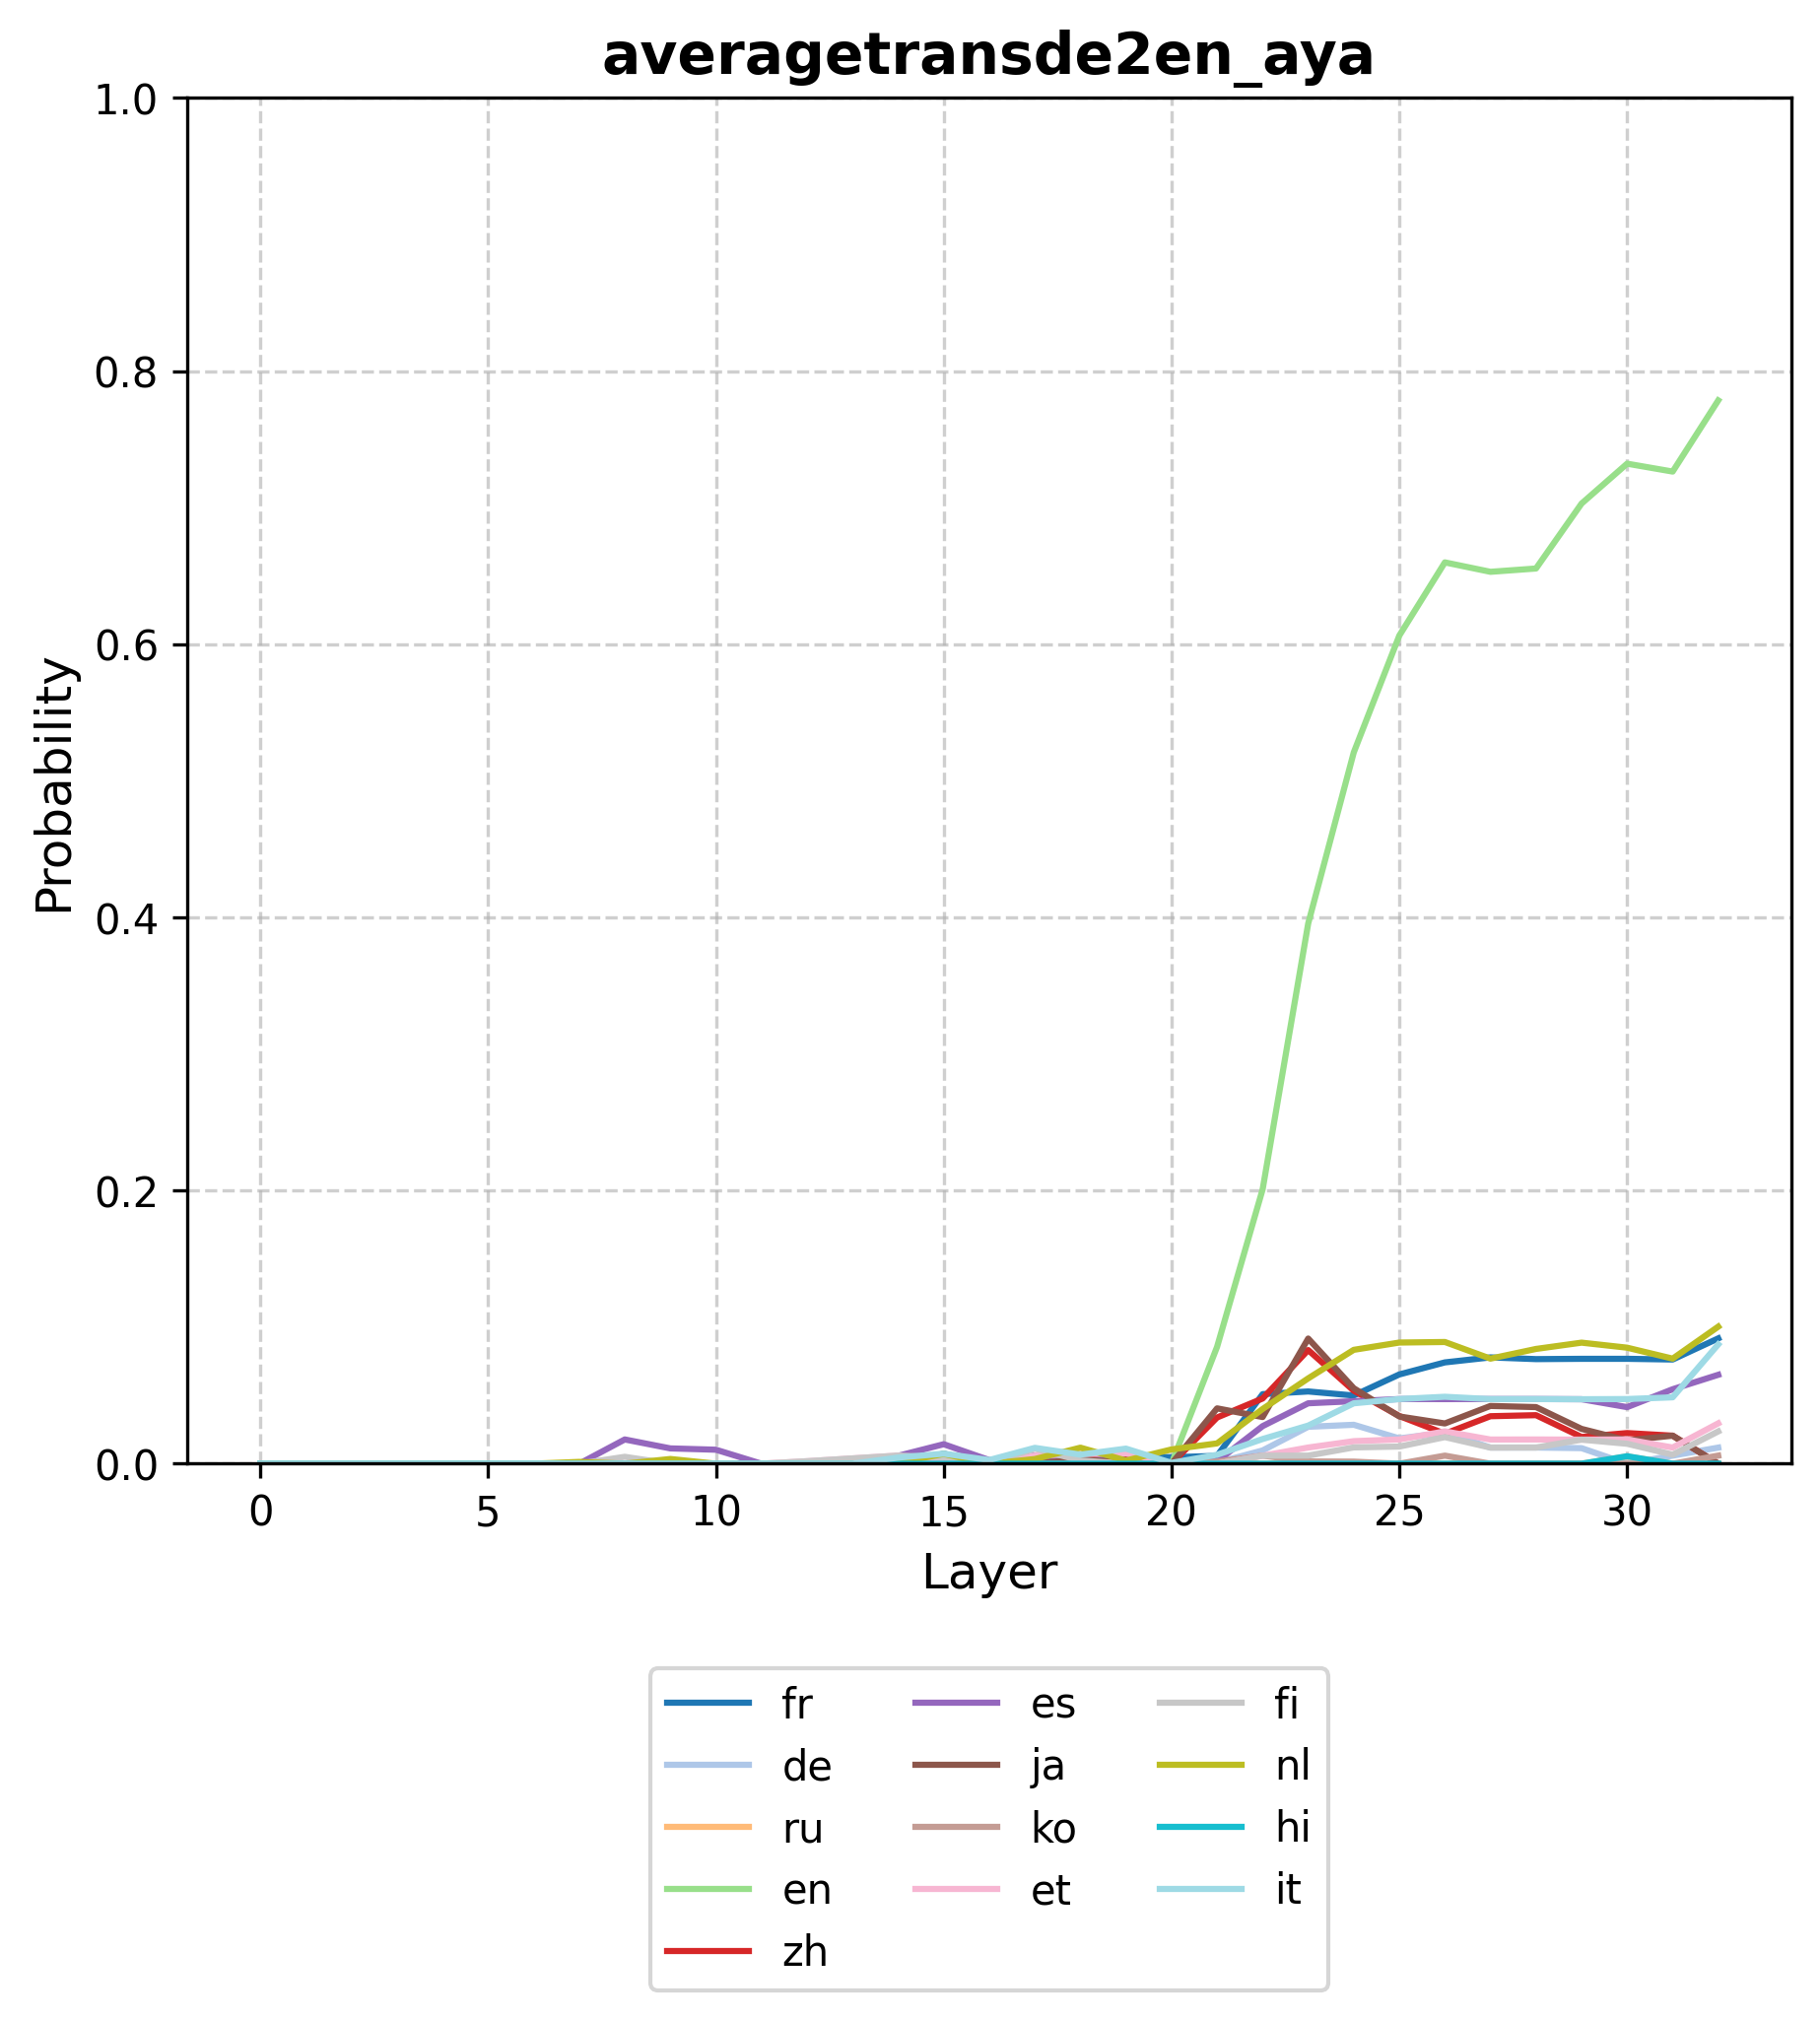 averagetransde2en_aya
1.0
0.8
0.6
0.4
0.2
0.0
Probability
0 5 10 15 20 25 30
Layer
fr es fi
de ja nl
ru ko hi
en et it
zh